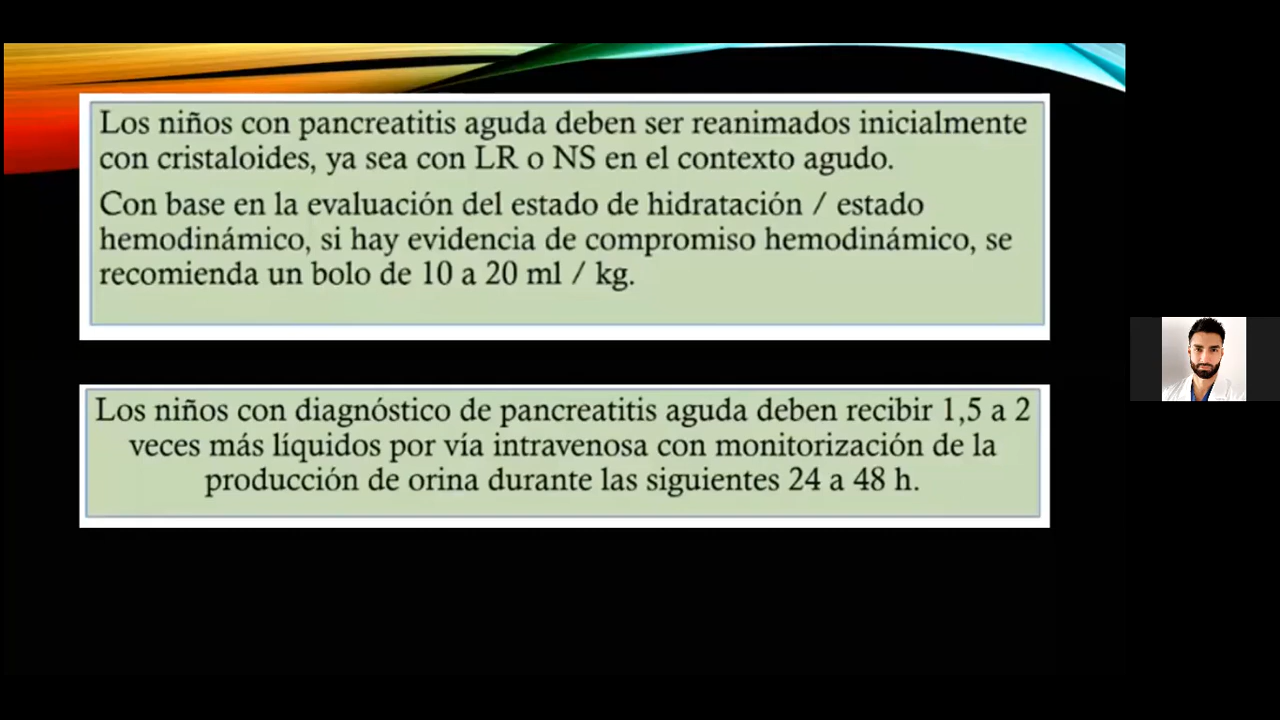 Los niños con pancreatitis aguda deben ser reanimados inicialmente
con cristaloides, ya sea con LR o NS en el contexto agudo.
Con base en la evaluación del estado de hidratación / estado
hemodinámico, si hay evidencia de compromiso hemodinámico, se
recomienda un bolo de 10 a 20 ml / kg.
Los niños con diagnóstico de pancreatitis aguda deben recibir 1,5 a 2
veces más líquidos por vía intravenosa con monitorización de la
producción de orina durante las siguientes 24 a 48 h.